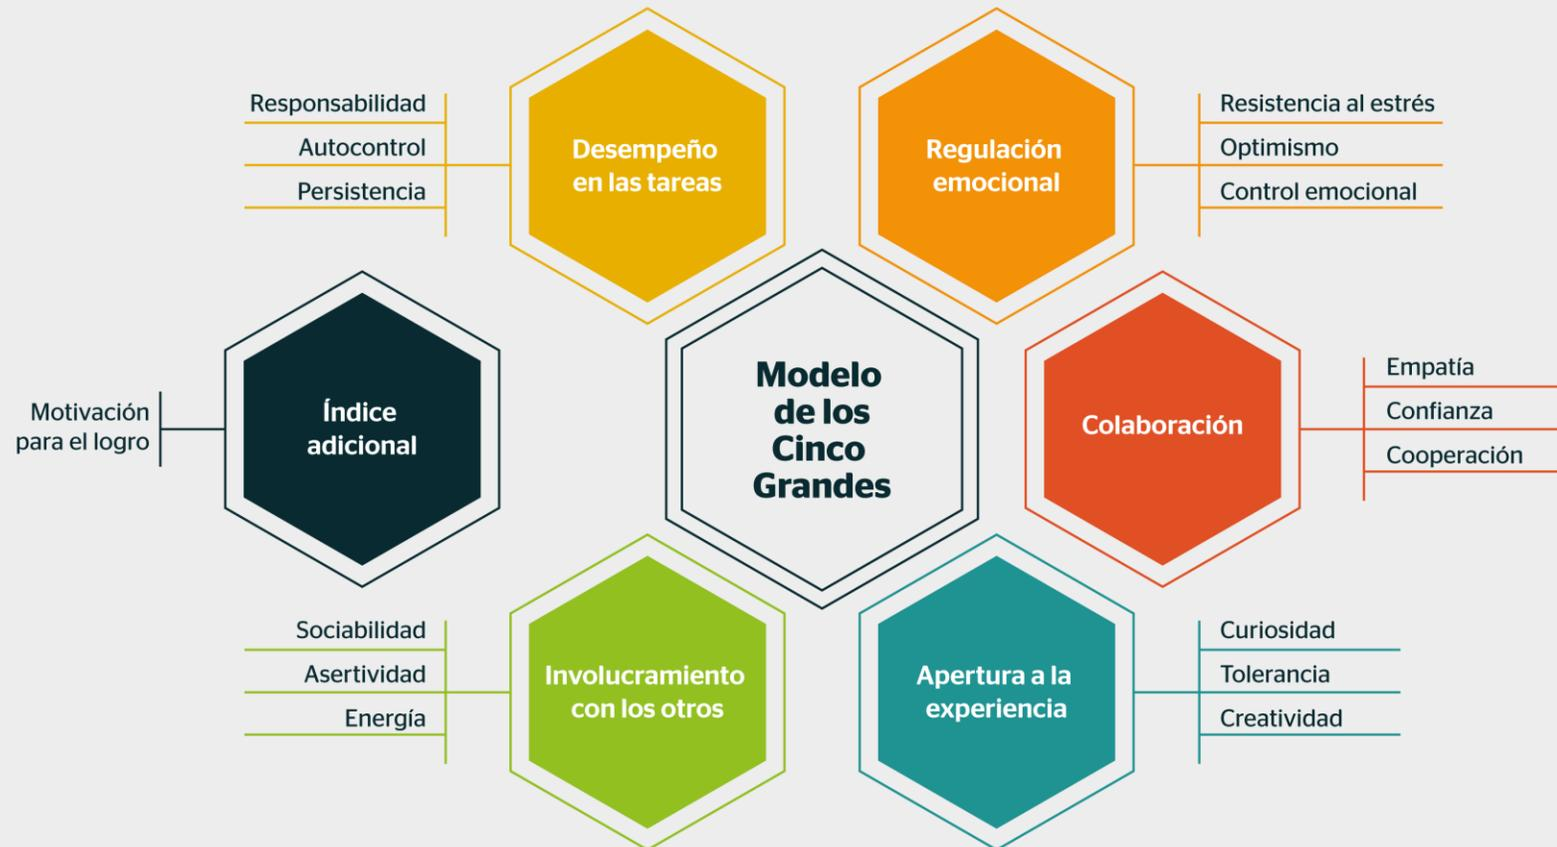 Responsabilidad
Autocontrol
Persistencia
Desempeño
en las tareas
Regulación
emocional
Resistencia al estrés
Optimismo
Control emocional
Motivación
para el logro
Índice
adicional
Modelo
de los
Cinco
Grandes
Colaboración
Empatía
Confianza
Cooperación
Sociabilidad
Asertividad
Energía
Involucramiento
con los otros
Apertura a la
experiencia
Curiosidad
Tolerancia
Creatividad